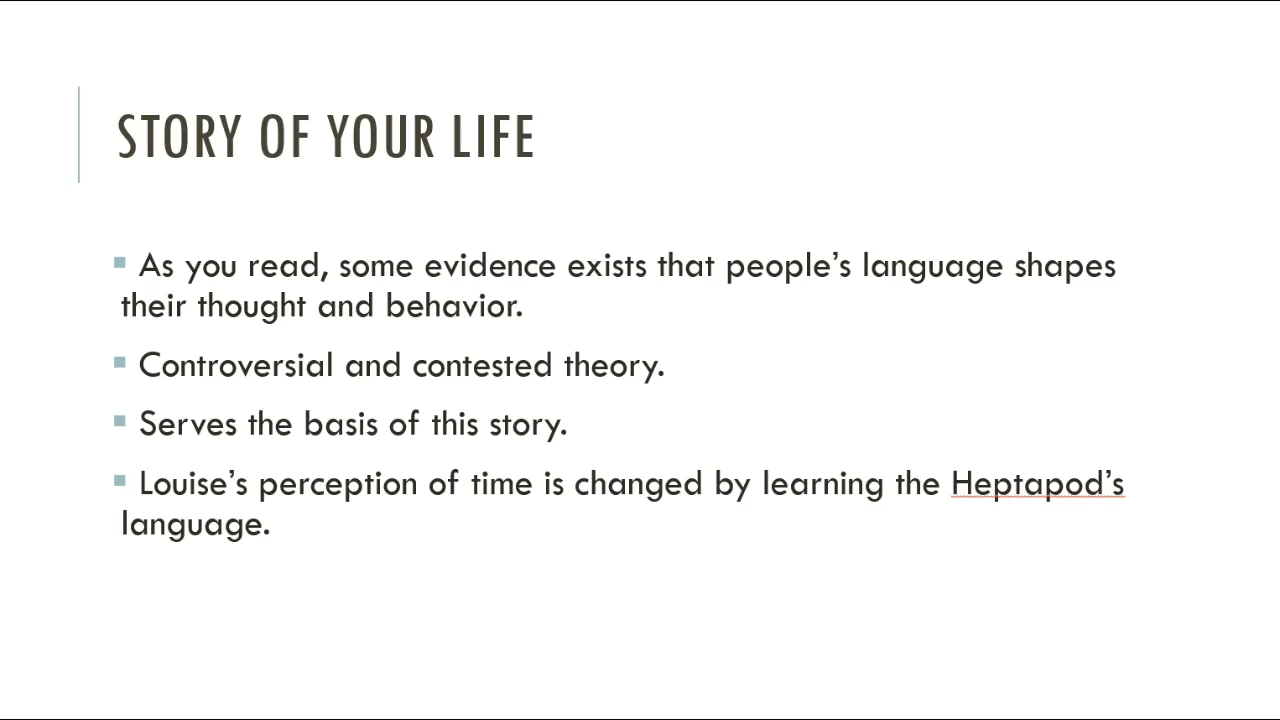 STORY OF YOUR LIFE
▪ As you read, some evidence exists that people’s language shapes
their thought and behavior.
▪ Controversial and contested theory.
▪ Serves the basis of this story.
▪ Louise’s perception of time is changed by learning the Heptapod’s
language.